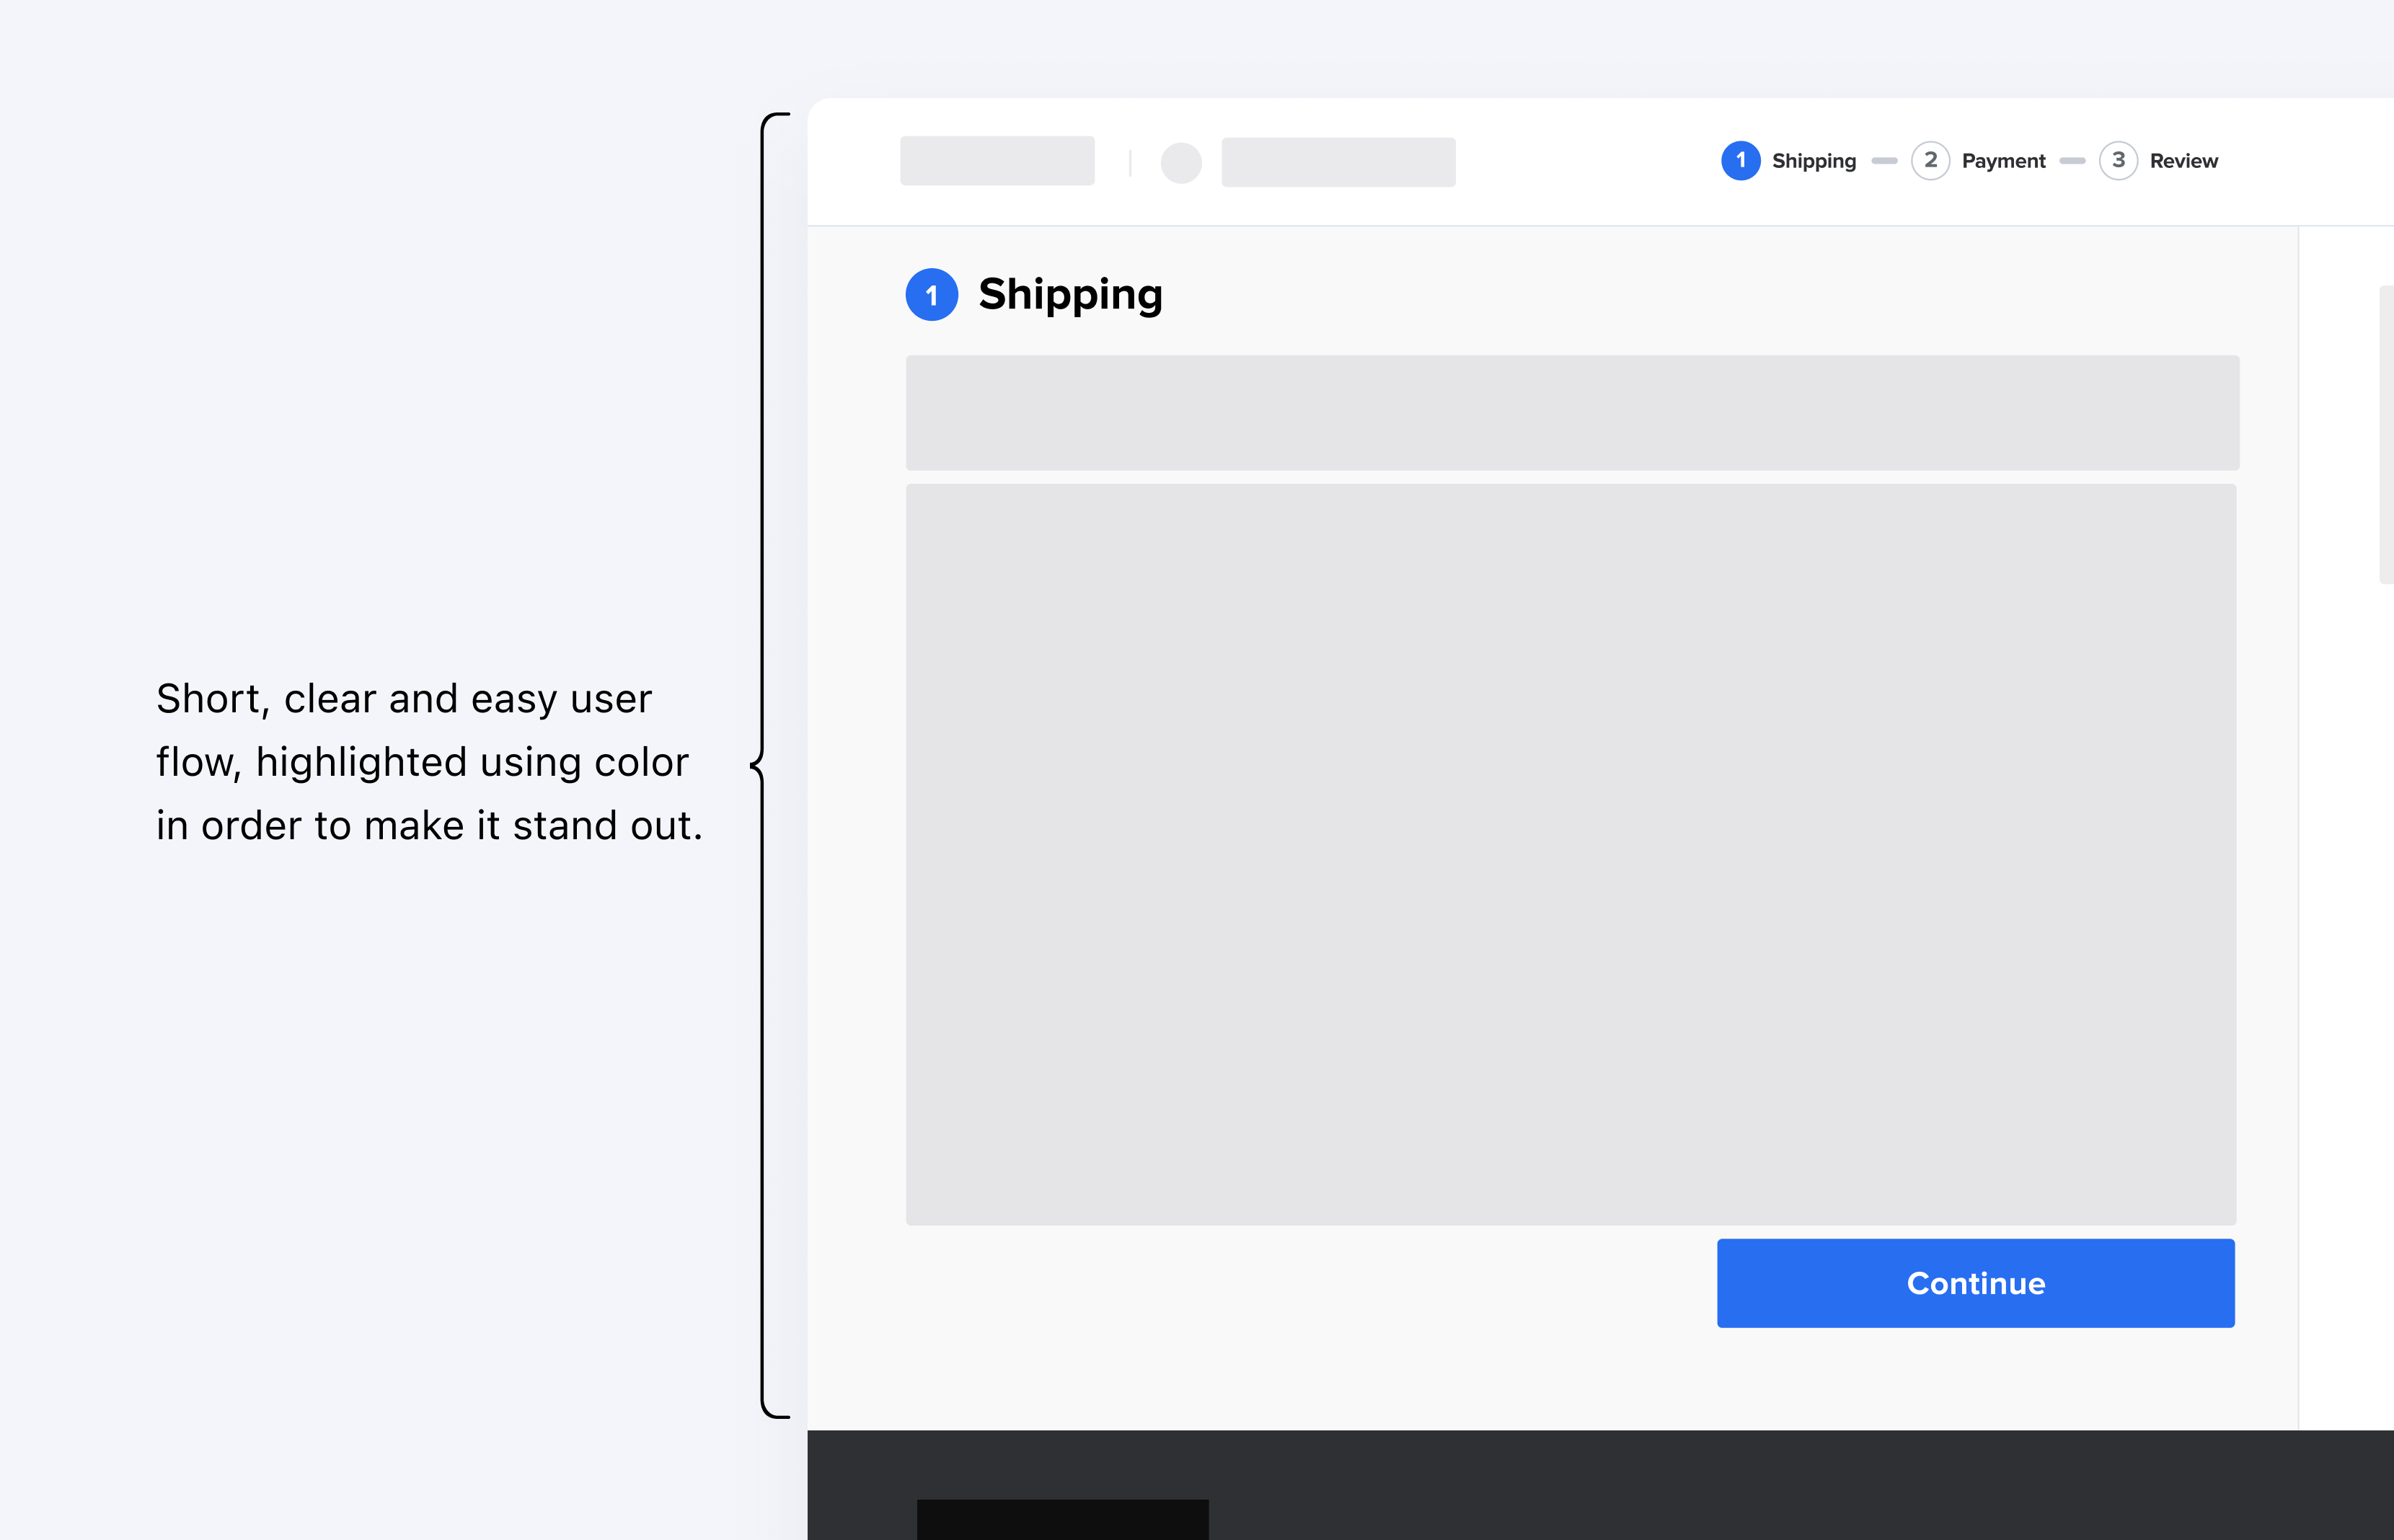 1 Shipping 2 Payment 3 Review
1 Shipping
Short, clear and easy user
flow, highlighted using color
in order to make it stand out.
Continue